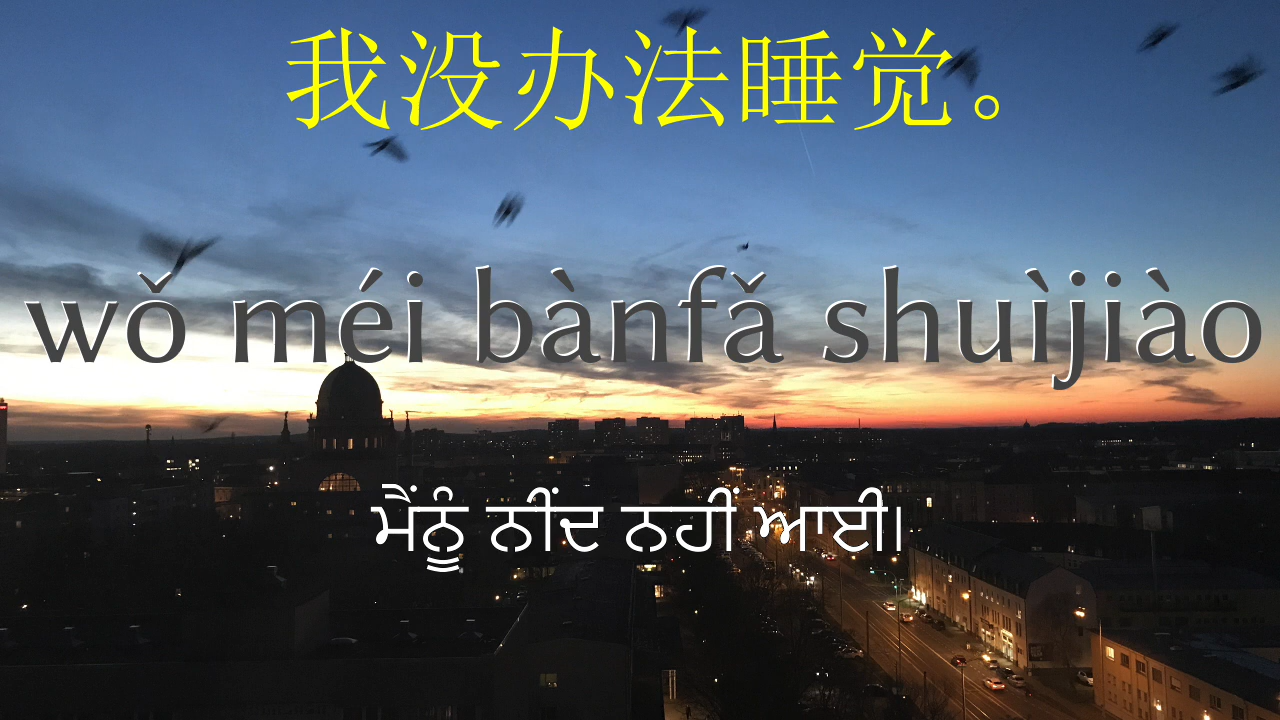 我没办法睡觉。
wǒ méi bànfǎ shuìjiào
ਮੈਨੂੰ ਨੀਂਦ ਨਹੀਂ ਆਈ।